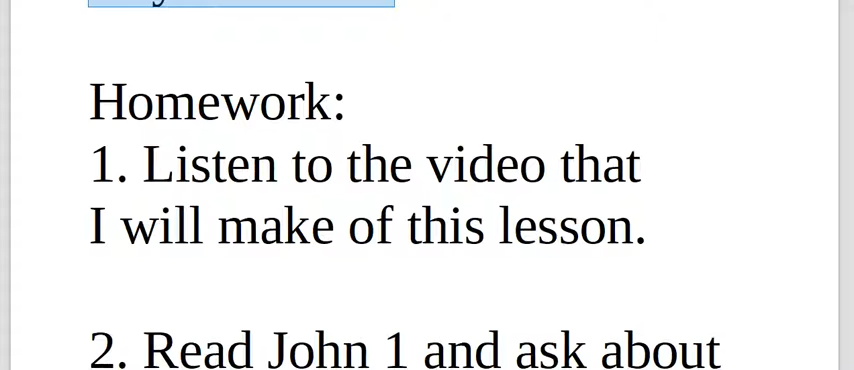 Homework:
1. Listen to the video that
I will make of this lesson.
2. Read John 1 and ask about